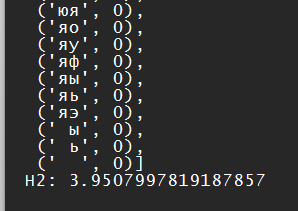 ('юя', 0),
('яо', 0),
('яу', 0),
('яф', 0),
('яы', 0),
('яь', 0),
('яэ', 0),
(' ы', 0),
(' ь', 0),
('  ', 0)]
H2: 3.9507997819187857